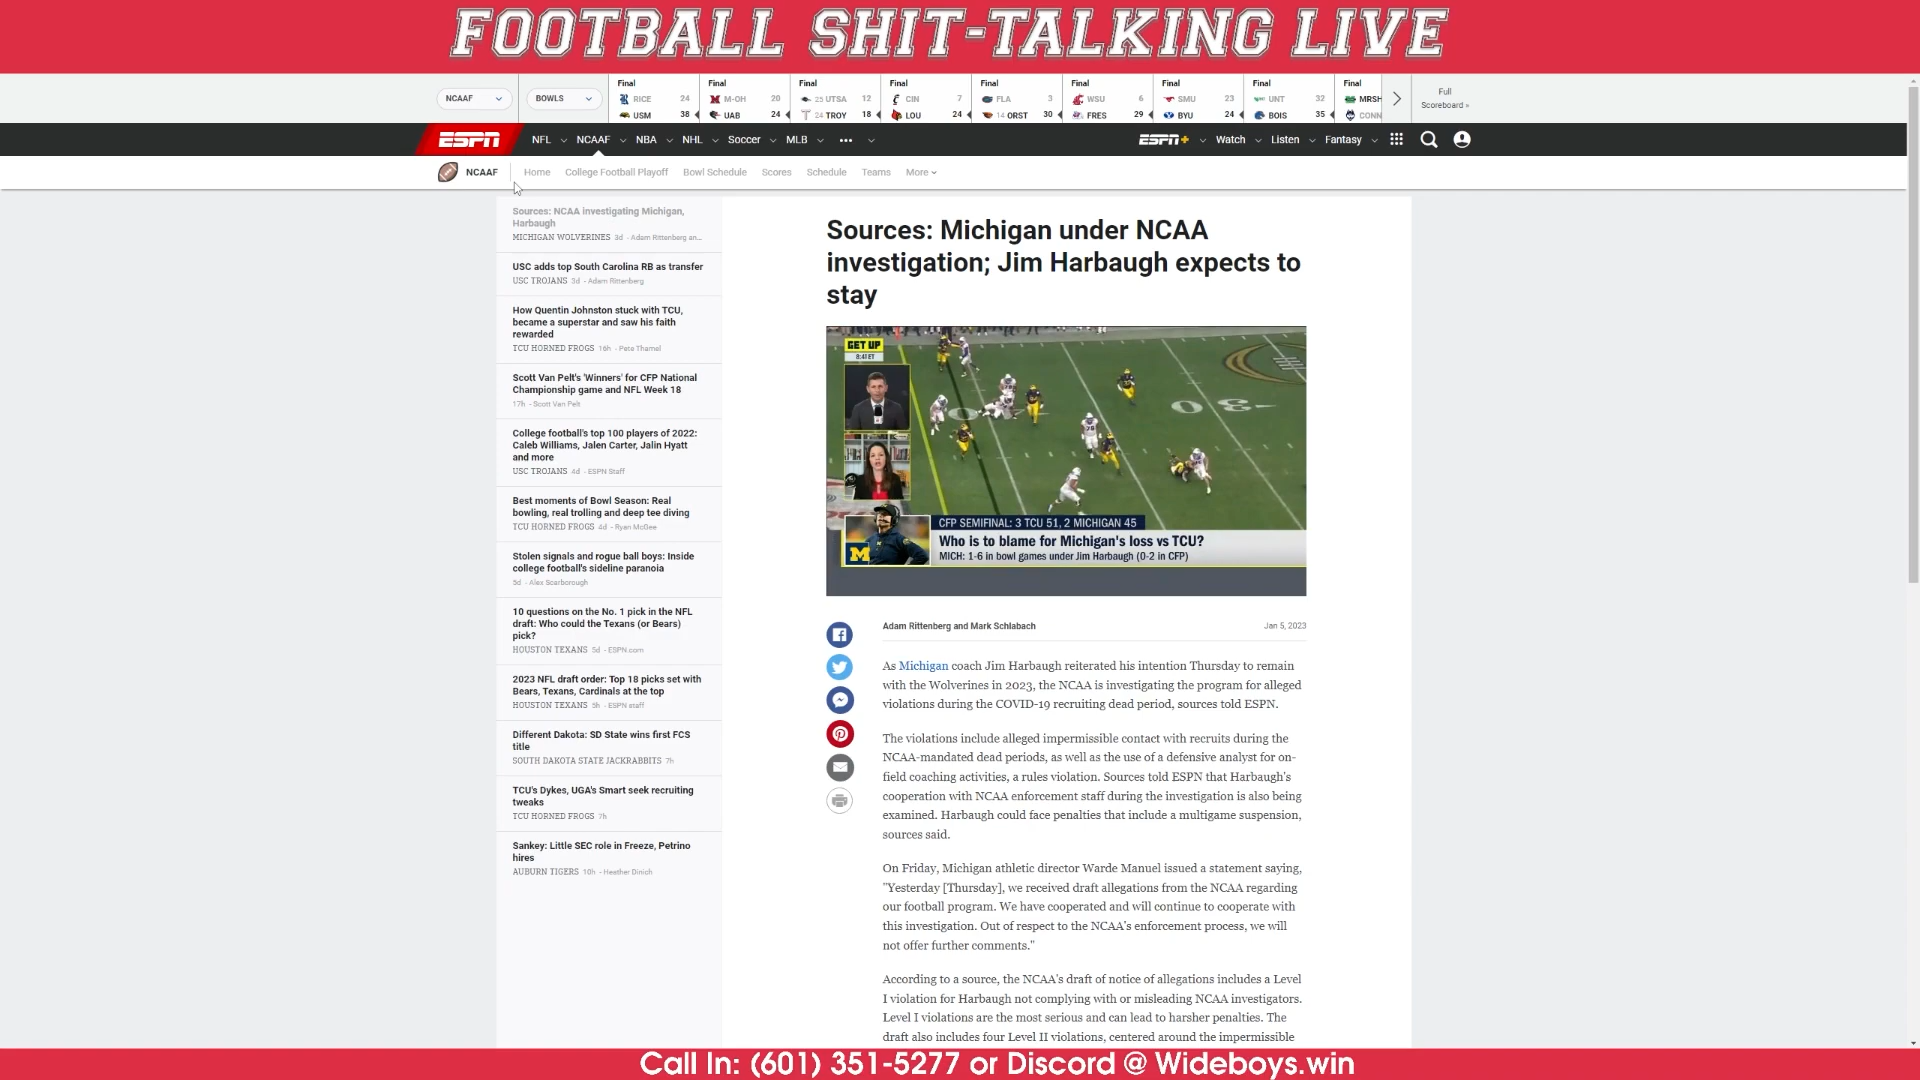 FOOTBALL SHIT-TALKING LIVE
NCAAF
BOWLS
Final
RICE 24
USM 38
Final
M-OH 20
UAB 24
Final
25 UTSA 12
24 TROY 18
Final
CIN 7
LOU 24
Final
FLA 3
14 ORST 30
Final
WSU 6
FRES 29
Final
SMU 23
BYU 24
Final
UNT 32
BOIS 35
Final
MRSH
CONN
Full
Scoreboard »
ESPN
NFL NCAAF NBA NHL Soccer MLB •••
ESPN+ Watch Listen Fantasy
NCAAF Home College Football Playoff Bowl Schedule Scores Schedule Teams More
Sources: NCAA investigating Michigan,
Harbaugh
MICHIGAN WOLVERINES 3d - Adam Rittenberg an...
USC adds top South Carolina RB as transfer
USC TROJANS 3d - Adam Rittenberg
How Quentin Johnston stuck with TCU,
became a superstar and saw his faith
rewarded
TCU HORNED FROGS 16h - Pete Thamel
Scott Van Pelt's 'Winners' for CFP National
Championship game and NFL Week 18
17h - Scott Van Pelt
College football's top 100 players of 2022:
Caleb Williams, Jalen Carter, Jalin Hyatt
and more
USC TROJANS 4d - ESPN Staff
Best moments of Bowl Season: Real
bowling, real trolling and deep tee diving
TCU HORNED FROGS 4d - Ryan McGee
Stolen signals and rogue ball boys: Inside
college football's sideline paranoia
5d - Alex Scarborough
10 questions on the No. 1 pick in the NFL
draft: Who could the Texans (or Bears)
pick?
HOUSTON TEXANS 5d - ESPN.com
2023 NFL draft order: Top 18 picks set with
Bears, Texans, Cardinals at the top
HOUSTON TEXANS 5h - ESPN staff
Different Dakota: SD State wins first FCS
title
SOUTH DAKOTA STATE JACKRABBITS 7h
TCU's Dykes, UGA's Smart seek recruiting
tweaks
TCU HORNED FROGS 7h
Sankey: Little SEC role in Freeze, Petrino
hires
AUBURN TIGERS 10h - Heather Dinich
Sources: Michigan under NCAA
investigation; Jim Harbaugh expects to
stay
GET UP
8:41 ET
CFP SEMIFINAL: 3 TCU 51, 2 MICHIGAN 45
Who is to blame for Michigan's loss vs TCU?
MICH: 1-6 in bowl games under Jim Harbaugh (0-2 in CFP)
Adam Rittenberg and Mark Schlabach
Jan 5, 2023
As Michigan coach Jim Harbaugh reiterated his intention Thursday to remain
with the Wolverines in 2023, the NCAA is investigating the program for alleged
violations during the COVID-19 recruiting dead period, sources told ESPN.
The violations include alleged impermissible contact with recruits during the
NCAA-mandated dead periods, as well as the use of a defensive analyst for on-
field coaching activities, a rules violation. Sources told ESPN that Harbaugh's
cooperation with NCAA enforcement staff during the investigation is also being
examined. Harbaugh could face penalties that include a multigame suspension,
sources said.
On Friday, Michigan athletic director Warde Manuel issued a statement saying,
"Yesterday [Thursday], we received draft allegations from the NCAA regarding
our football program. We have cooperated and will continue to cooperate with
this investigation. Out of respect to the NCAA's enforcement process, we will
not offer further comments."
According to a source, the NCAA's draft of notice of allegations includes a Level
I violation for Harbaugh not complying with or misleading NCAA investigators.
Level I violations are the most serious and can lead to harsher penalties. The
draft also includes four Level II violations, centered around the impermissible
Call In: (601) 351-5277 or Discord @ Wideboys.win